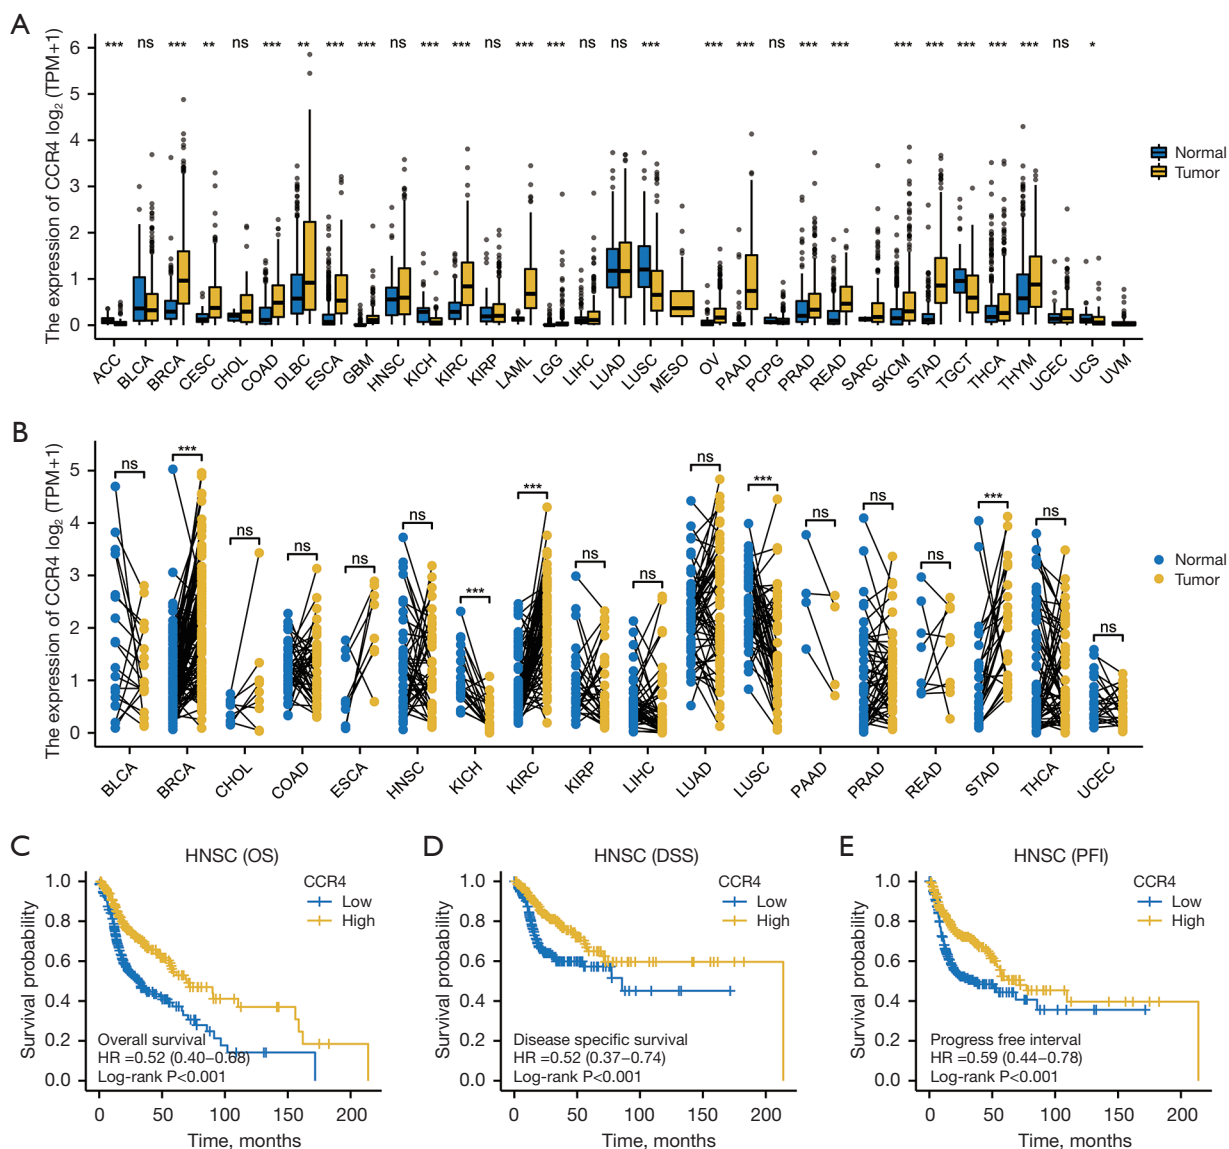 A
The expression of CCR4 log₂ (TPM+1)
6
5
4
3
2
1
0
*** ns *** ** ns *** ** *** *** ns *** *** ns *** *** ns ns *** *** *** ns *** *** *** *** *** *** *** ns *
Normal
Tumor
ACC BLCA BRCA CESC CHOL COAD DLBC ESCA GBM HNSC KICH KIRC KIRP LAML LGG LIHC LUAD LUSC MESO OV PAAD PCPG PRAD READ SARC SKCM STAD TGCT THCA THYM UCEC UCS UVM
B
The expression of CCR4 log₂ (TPM+1)
5
4
3
2
1
0
ns *** ns ns ns ns *** *** ns ns ns *** ns ns ns *** ns ns
Normal
Tumor
BLCA BRCA CHOL COAD ESCA HNSC KICH KIRC KIRP LIHC LUAD LUSC PAAD PRAD READ STAD THCA UCEC
C
HNSC (OS)
Survival probability
1.0
0.8
0.6
0.4
0.2
0.0
CCR4
Low
High
Overall survival
HR =0.52 (0.40–0.68)
Log-rank P<0.001
0 50 100 150 200
Time, months
D
HNSC (DSS)
Survival probability
1.0
0.8
0.6
0.4
0.2
0.0
CCR4
Low
High
Disease specific survival
HR =0.52 (0.37–0.74)
Log-rank P<0.001
0 50 100 150 200
Time, months
E
HNSC (PFI)
Survival probability
1.0
0.8
0.6
0.4
0.2
0.0
CCR4
Low
High
Progress free interval
HR =0.59 (0.44–0.78)
Log-rank P<0.001
0 50 100 150 200
Time, months